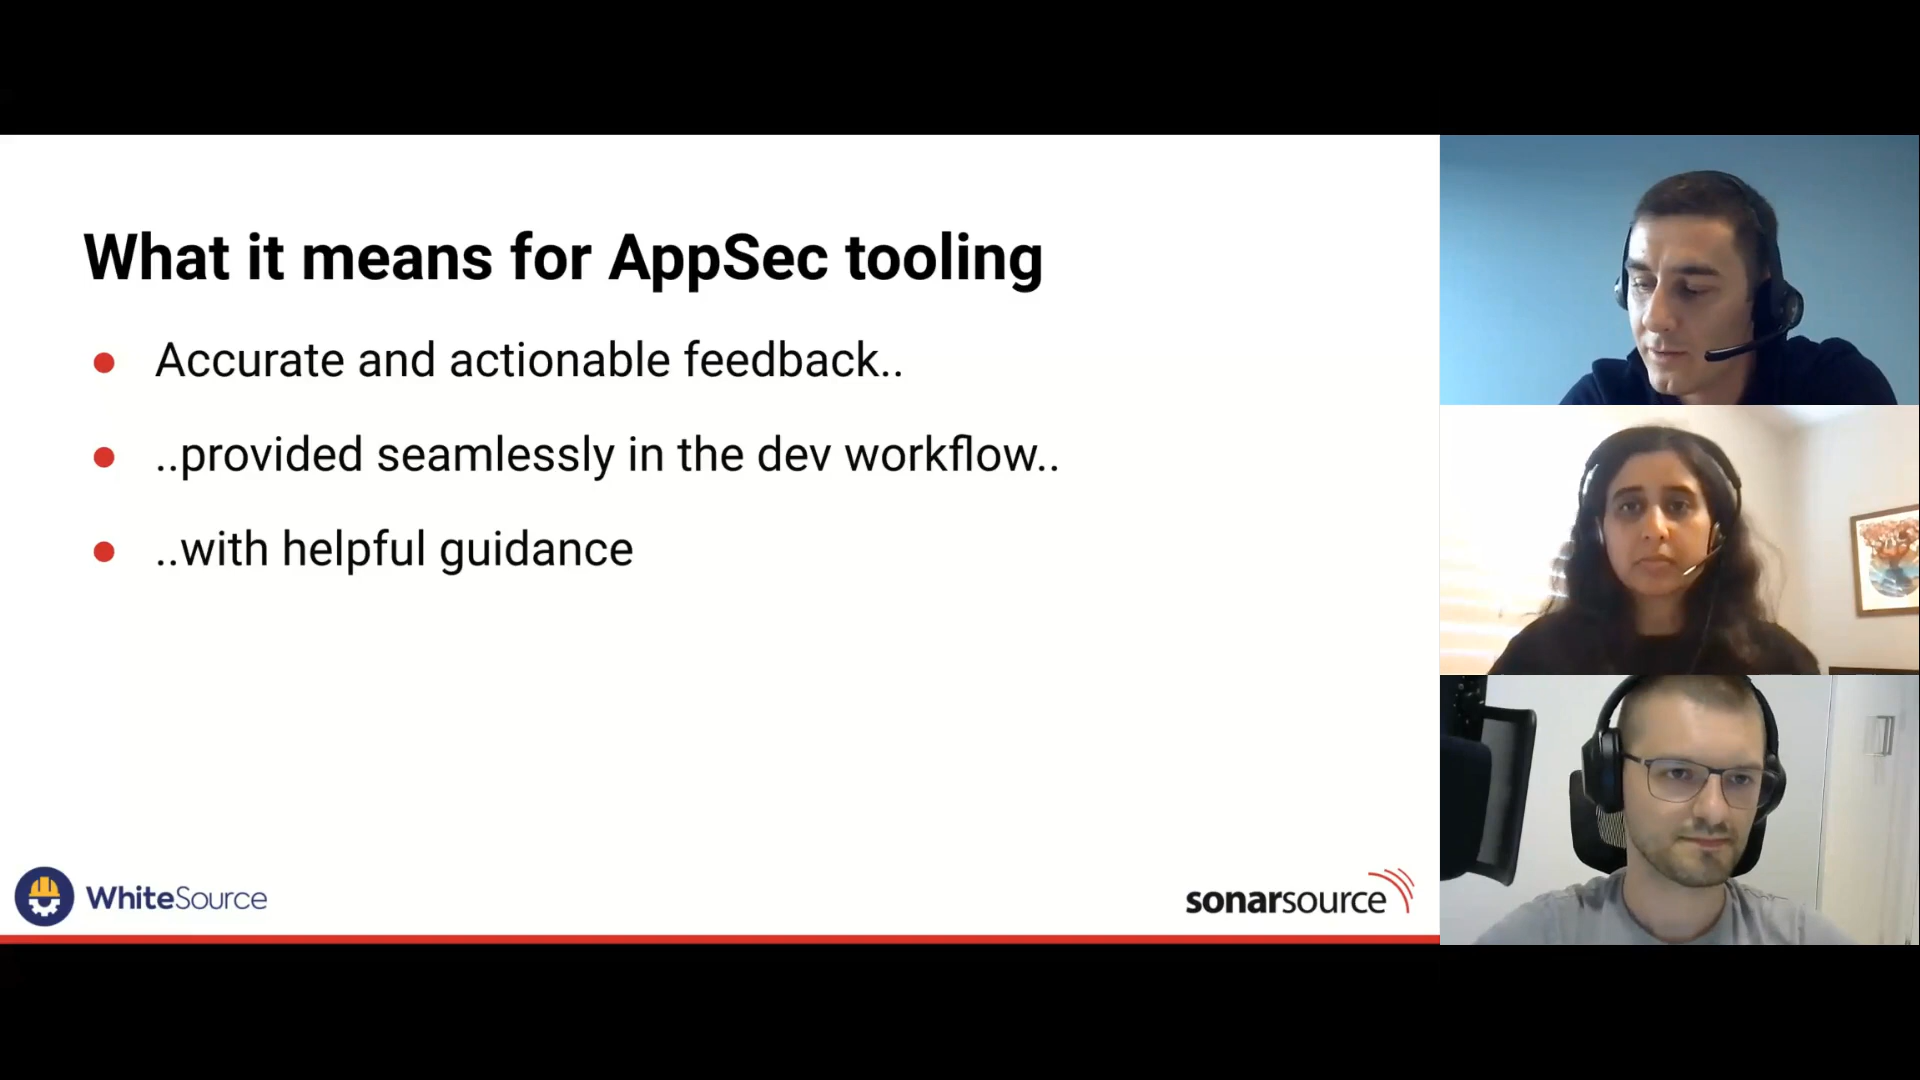 What it means for AppSec tooling
Accurate and actionable feedback..
..provided seamlessly in the dev workflow..
..with helpful guidance
WhiteSource
sonarsource